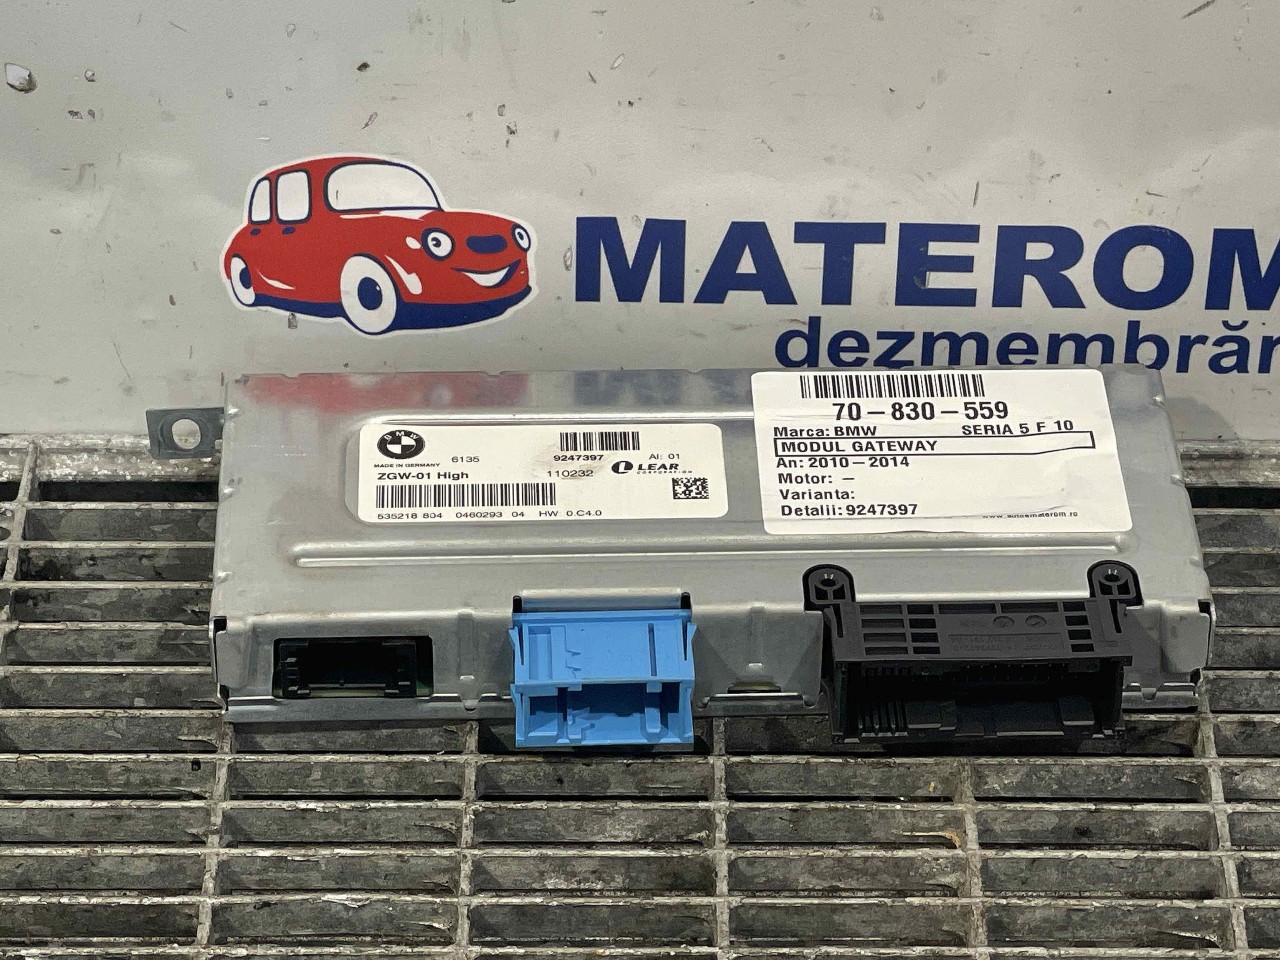 MATEROM
dezmembrăr
BMW
MADE IN GERMANY
6135
9247397
AI: 01
ZGW-01 High
110232
LEAR
CORPORATION
535218 804 0460293 04 HW 0.C4.0
70-830-559
Marca: BMW SERIA 5 F 10
MODUL GATEWAY
An: 2010-2014
Motor: -
Varianta:
Detalii: 9247397